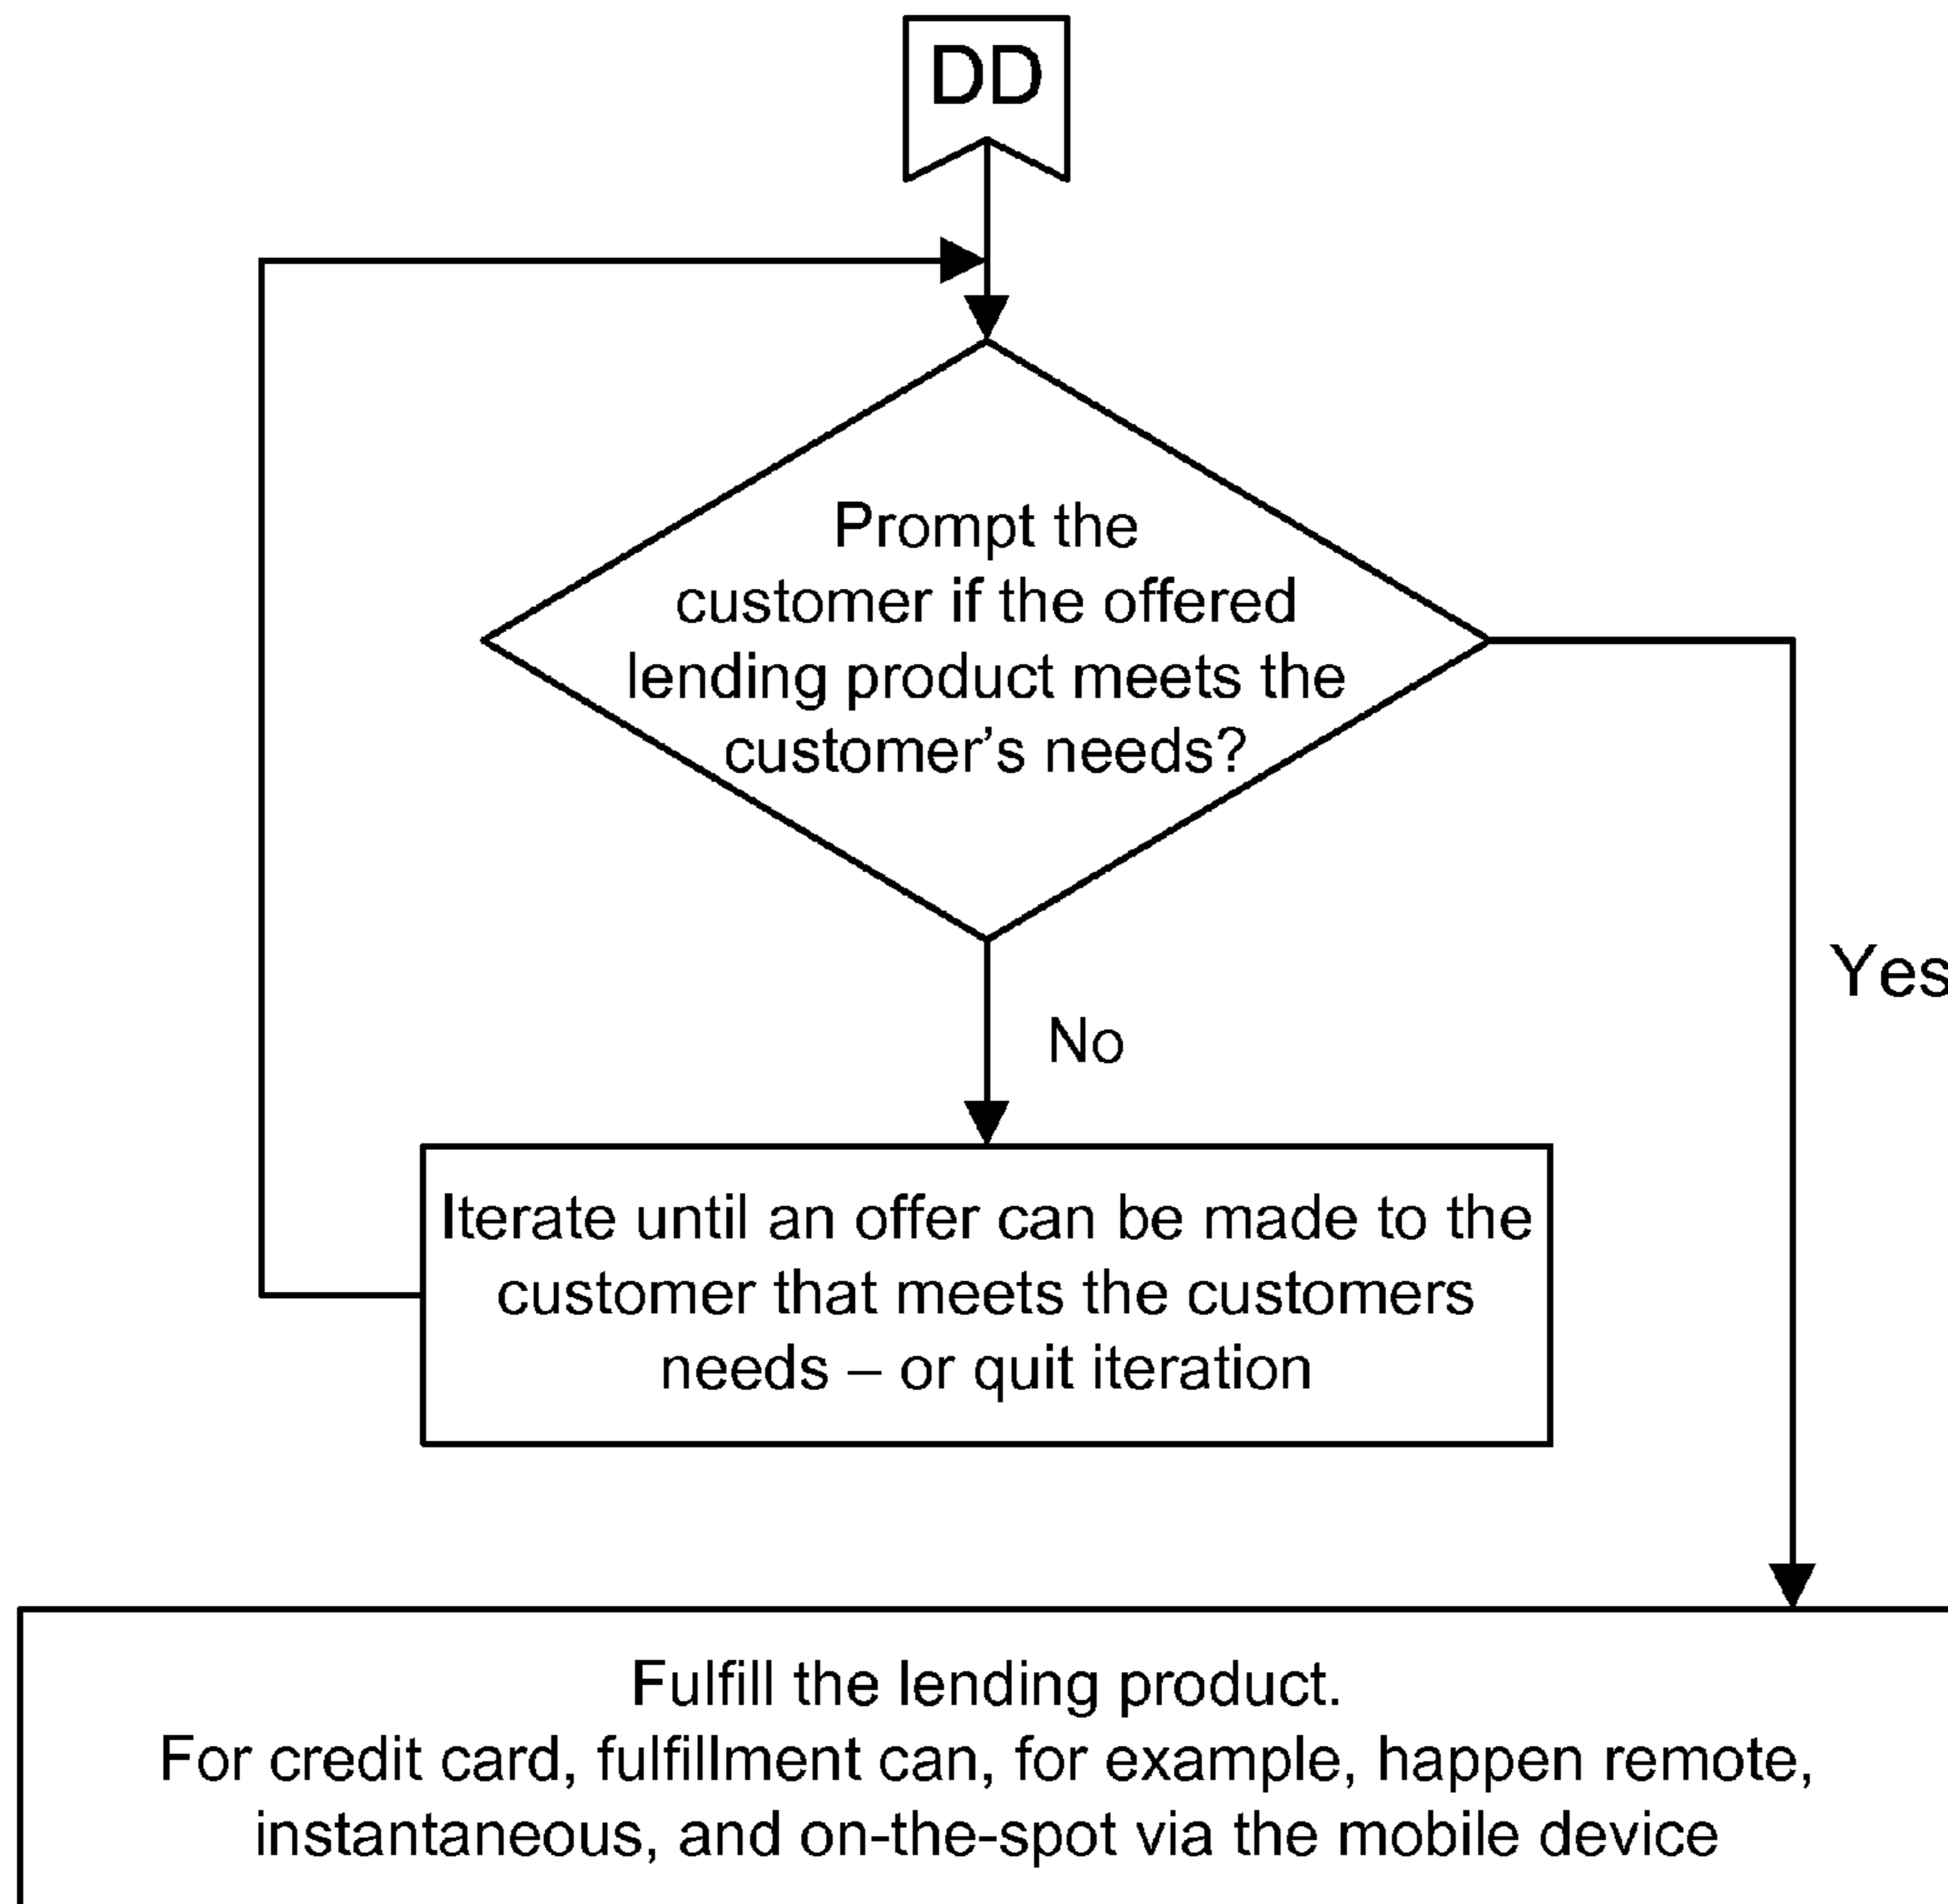 DD
Prompt the
customer if the offered
lending product meets the
customer’s needs?
Yes
No
Iterate until an offer can be made to the
customer that meets the customers
needs – or quit iteration
Fulfill the lending product.
For credit card, fulfillment can, for example, happen remote,
instantaneous, and on-the-spot via the mobile device